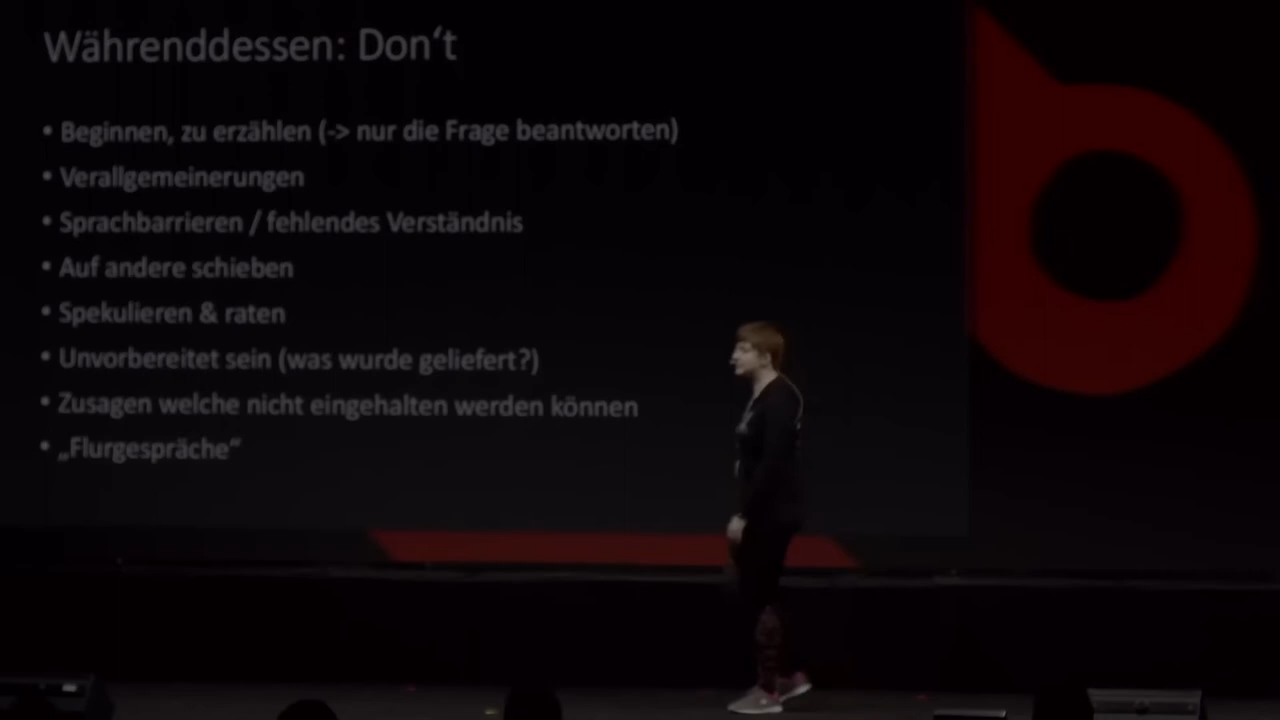 Währenddessen: Don‘t
• Beginnen, zu erzählen (-> nur die Frage beantworten)
• Verallgemeinerungen
• Sprachbarrieren / fehlendes Verständnis
• Auf andere schieben
• Spekulieren & raten
• Unvorbereitet sein (was wurde geliefert?)
• Zusagen welche nicht eingehalten werden können
• „Flurgespräche“